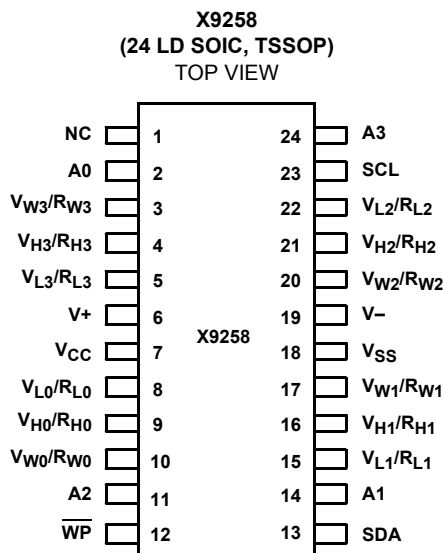 X9258
(24 LD SOIC, TSSOP)
TOP VIEW
NC 1 24 A3
A0 2 23 SCL
VW3/RW3 3 22 VL2/RL2
VH3/RH3 4 21 VH2/RH2
VL3/RL3 5 20 VW2/RW2
V+ 6 19 V–
X9258
VCC 7 18 VSS
VL0/RL0 8 17 VW1/RW1
VH0/RH0 9 16 VH1/RH1
VW0/RW0 10 15 VL1/RL1
A2 11 14 A1
WP 12 13 SDA